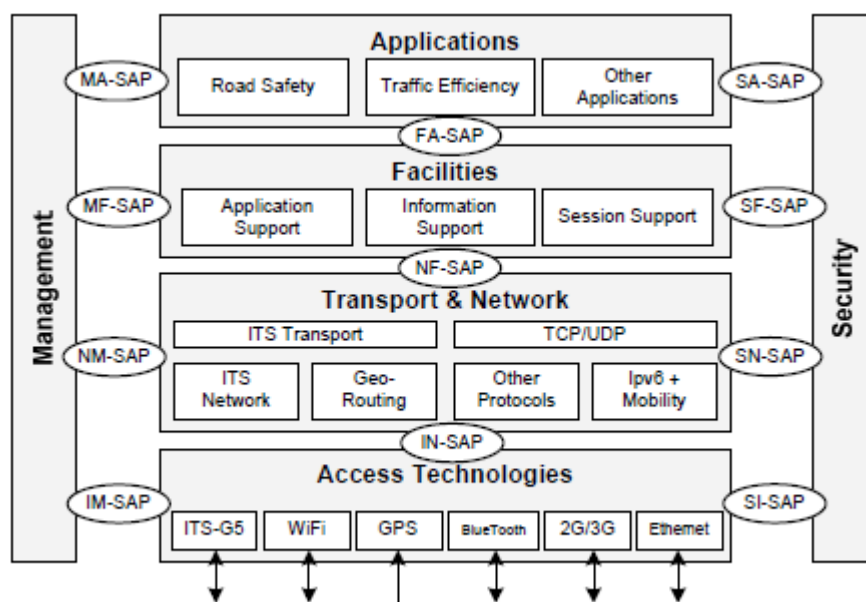 Applications
MA-SAP
Road Safety
Traffic Efficiency
Other
Applications
SA-SAP
FA-SAP
Facilities
MF-SAP
Application
Support
Information
Support
Session Support
SF-SAP
NF-SAP
Management
Security
Transport & Network
ITS Transport
TCP/UDP
NM-SAP
ITS
Network
Geo-
Routing
Other
Protocols
Ipv6 +
Mobility
SN-SAP
IN-SAP
Access Technologies
IM-SAP
SI-SAP
ITS-G5
WiFi
GPS
BlueTooth
2G/3G
Ethernet